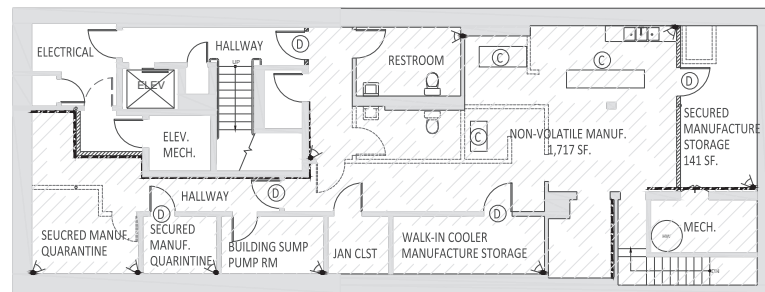 ELECTRICAL
HALLWAY
D
UP
ELEV
ELEV.
MECH.
RESTROOM
C
C
C
NON-VOLATILE MANUF.
1,717 SF.
D
SECURED
MANUFACTURE
STORAGE
141 SF.
HALLWAY
D
D
D
SEUCRED MANUF.
QUARANTINE
SECURED
MANUF.
QUARINTINE
BUILDING SUMP
PUMP RM
JAN CLST
WALK-IN COOLER
MANUFACTURE STORAGE
MECH.